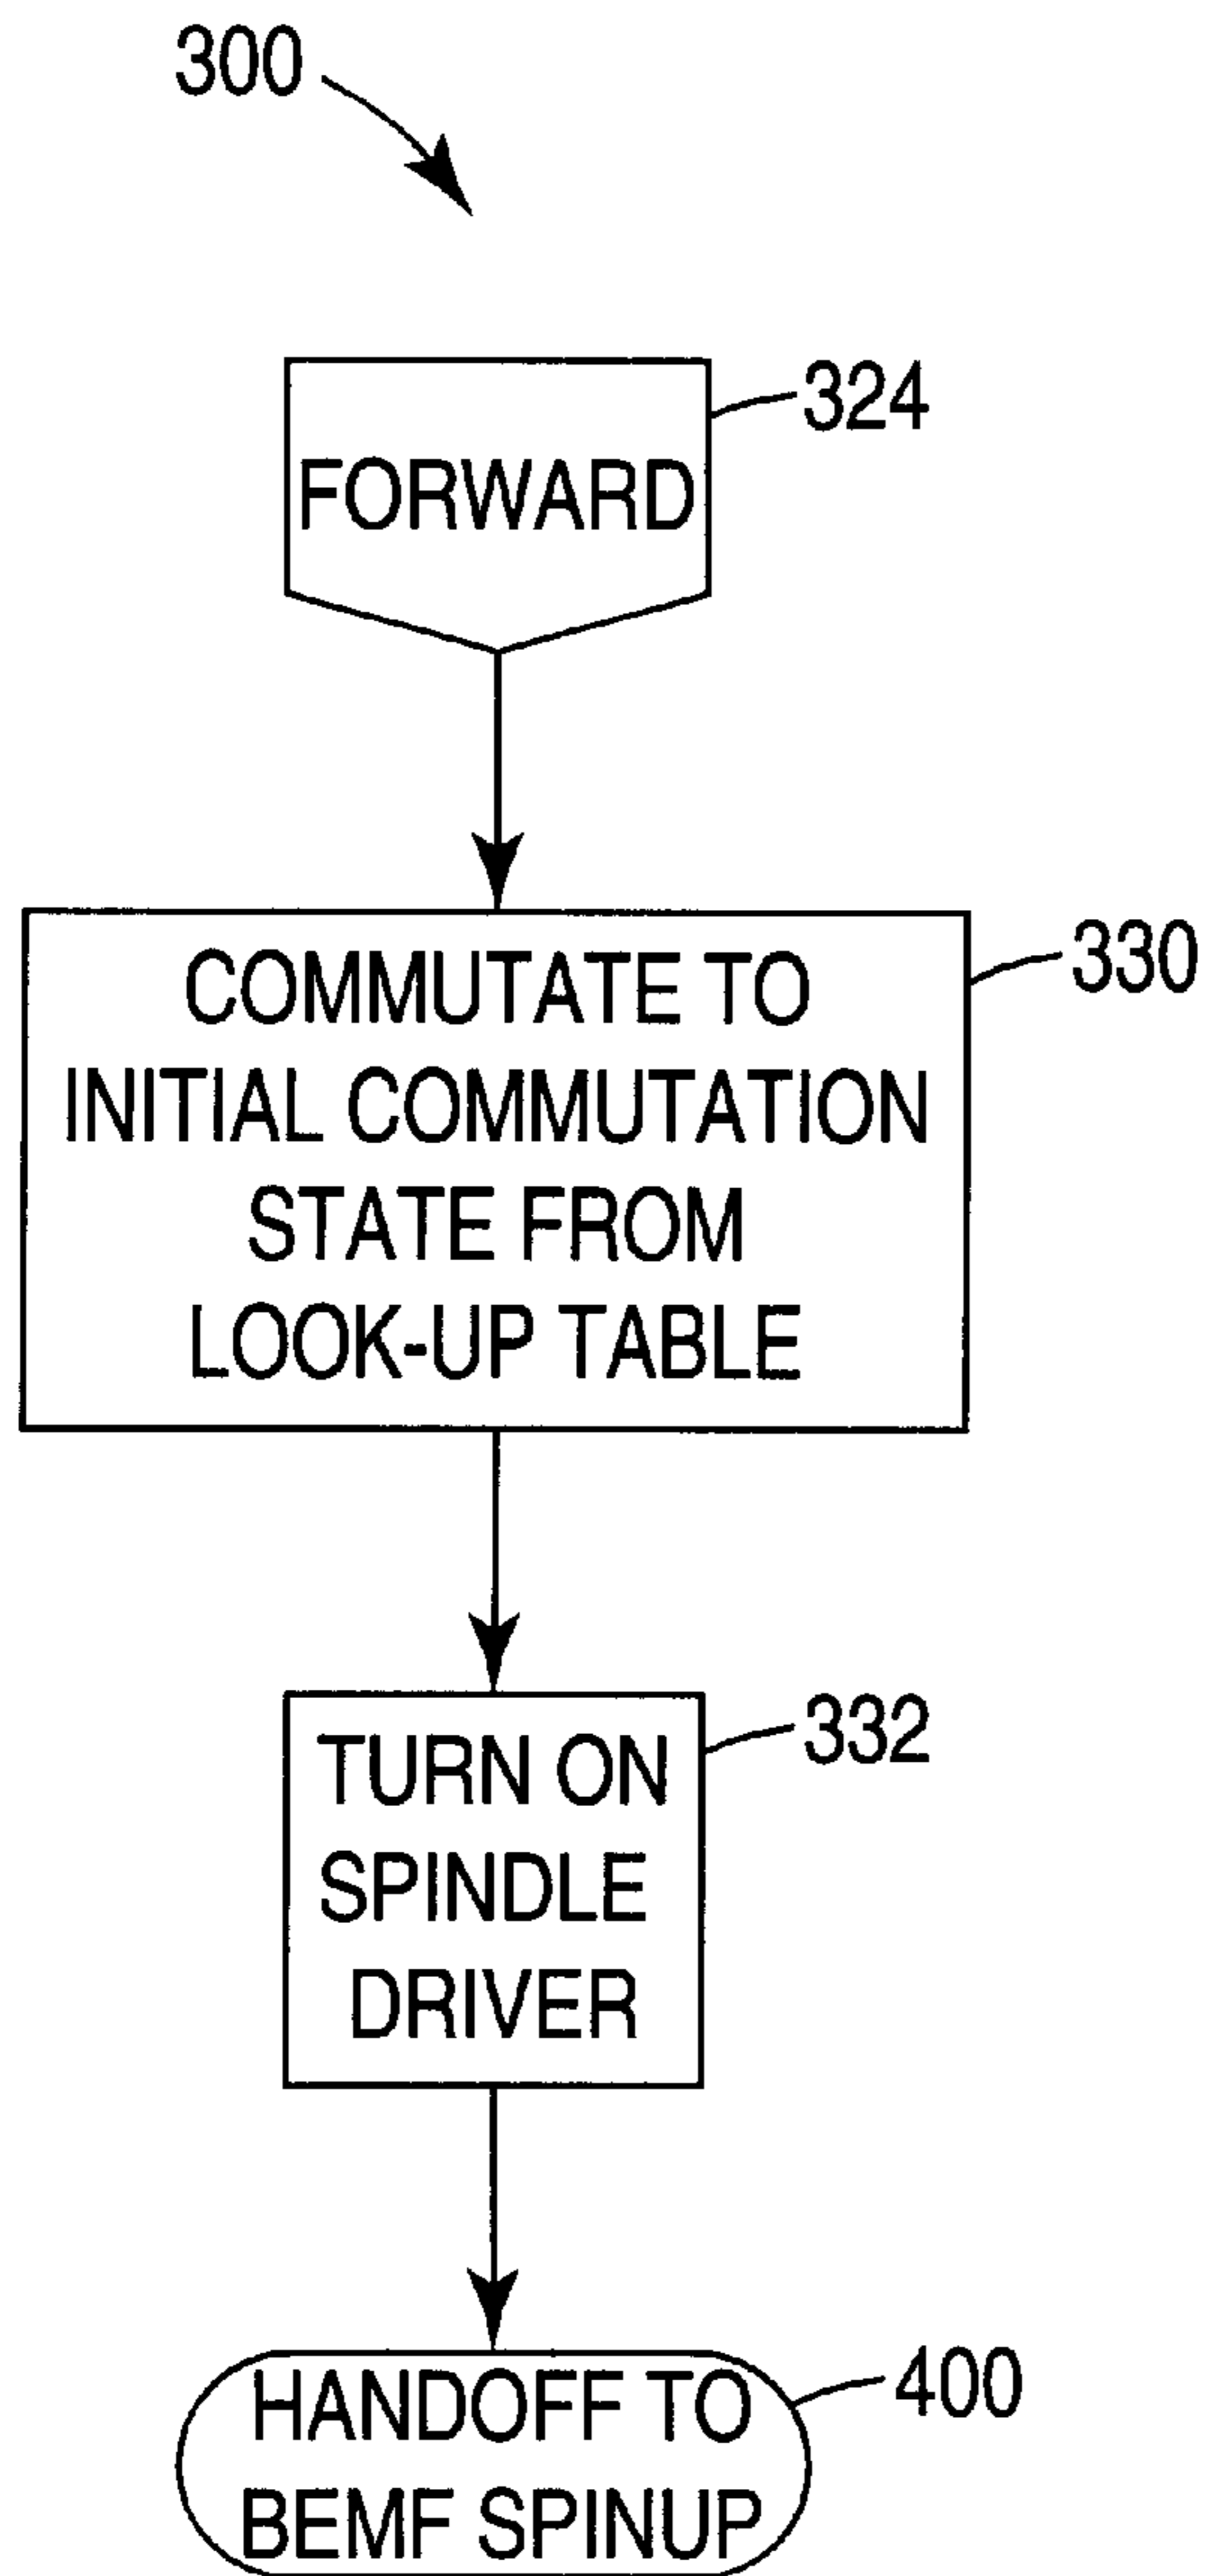 300
324
FORWARD
330
COMMUTATE TO
INITIAL COMMUTATION
STATE FROM
LOOK-UP TABLE
332
TURN ON
SPINDLE
DRIVER
400
HANDOFF TO
BEMF SPINUP